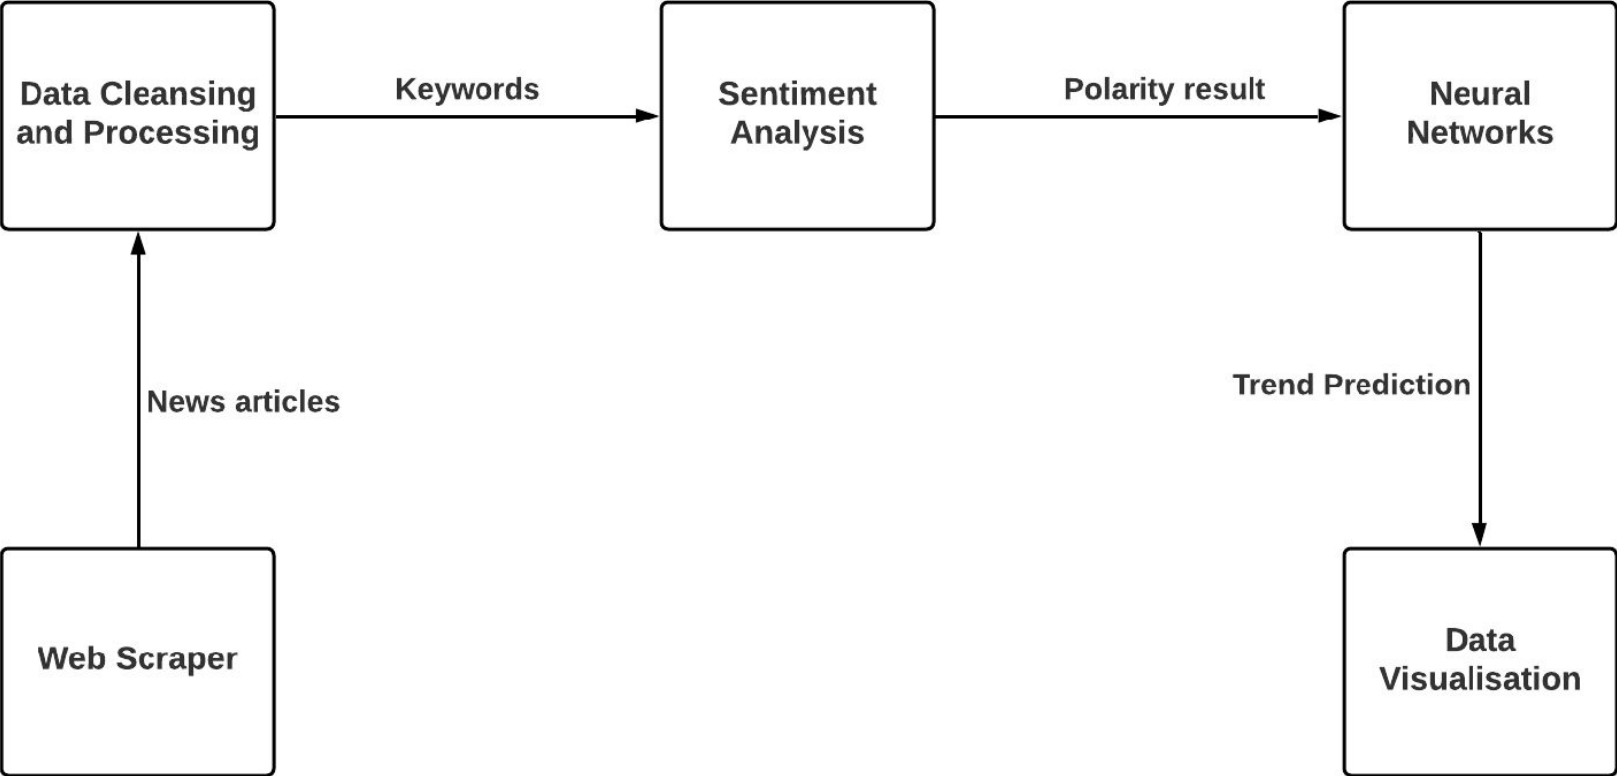 Data Cleansing
and Processing
Keywords
Sentiment
Analysis
Polarity result
Neural
Networks
News articles
Trend Prediction
Web Scraper
Data
Visualisation